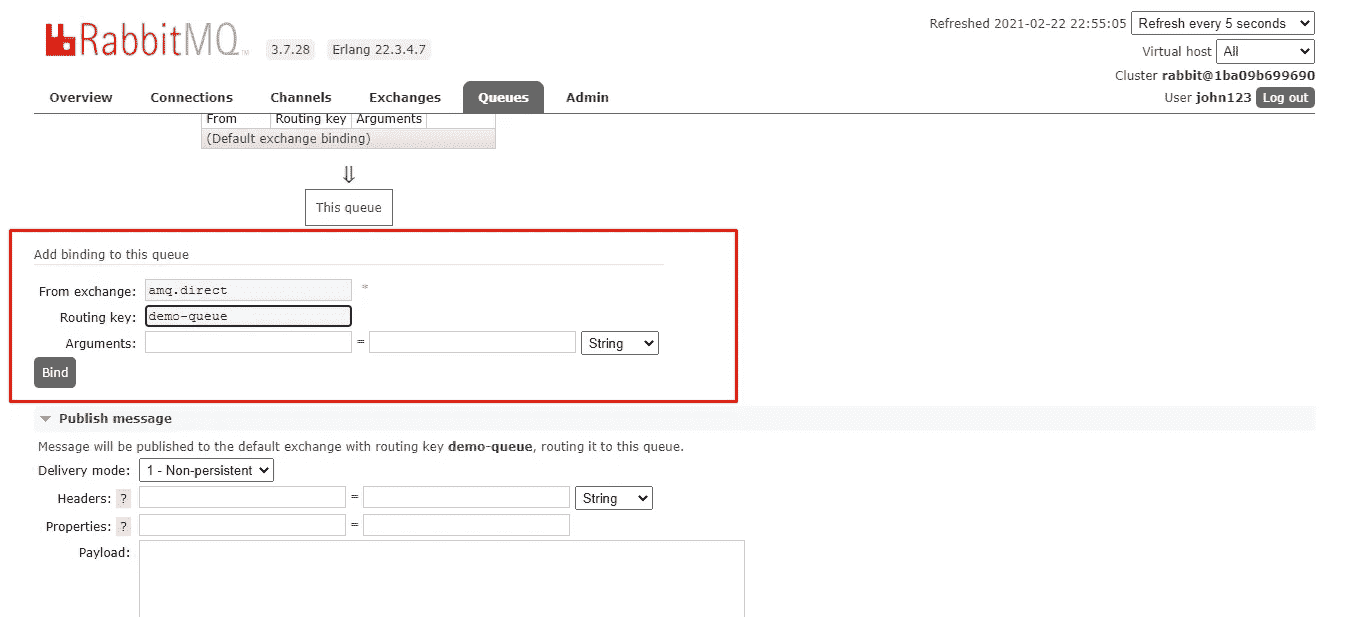 RabbitMQ TM 3.7.28 Erlang 22.3.4.7
Refreshed 2021-02-22 22:55:05 Refresh every 5 seconds
Virtual host All
Cluster rabbit@1ba09b699690
User john123 Log out
Overview Connections Channels Exchanges Queues Admin
From Routing key Arguments
(Default exchange binding)
⇓
This queue
Add binding to this queue
From exchange: amq.direct *
Routing key: demo-queue
Arguments: = String
Bind
Publish message
Message will be published to the default exchange with routing key demo-queue, routing it to this queue.
Delivery mode: 1 - Non-persistent
Headers: ? = String
Properties: ? =
Payload: